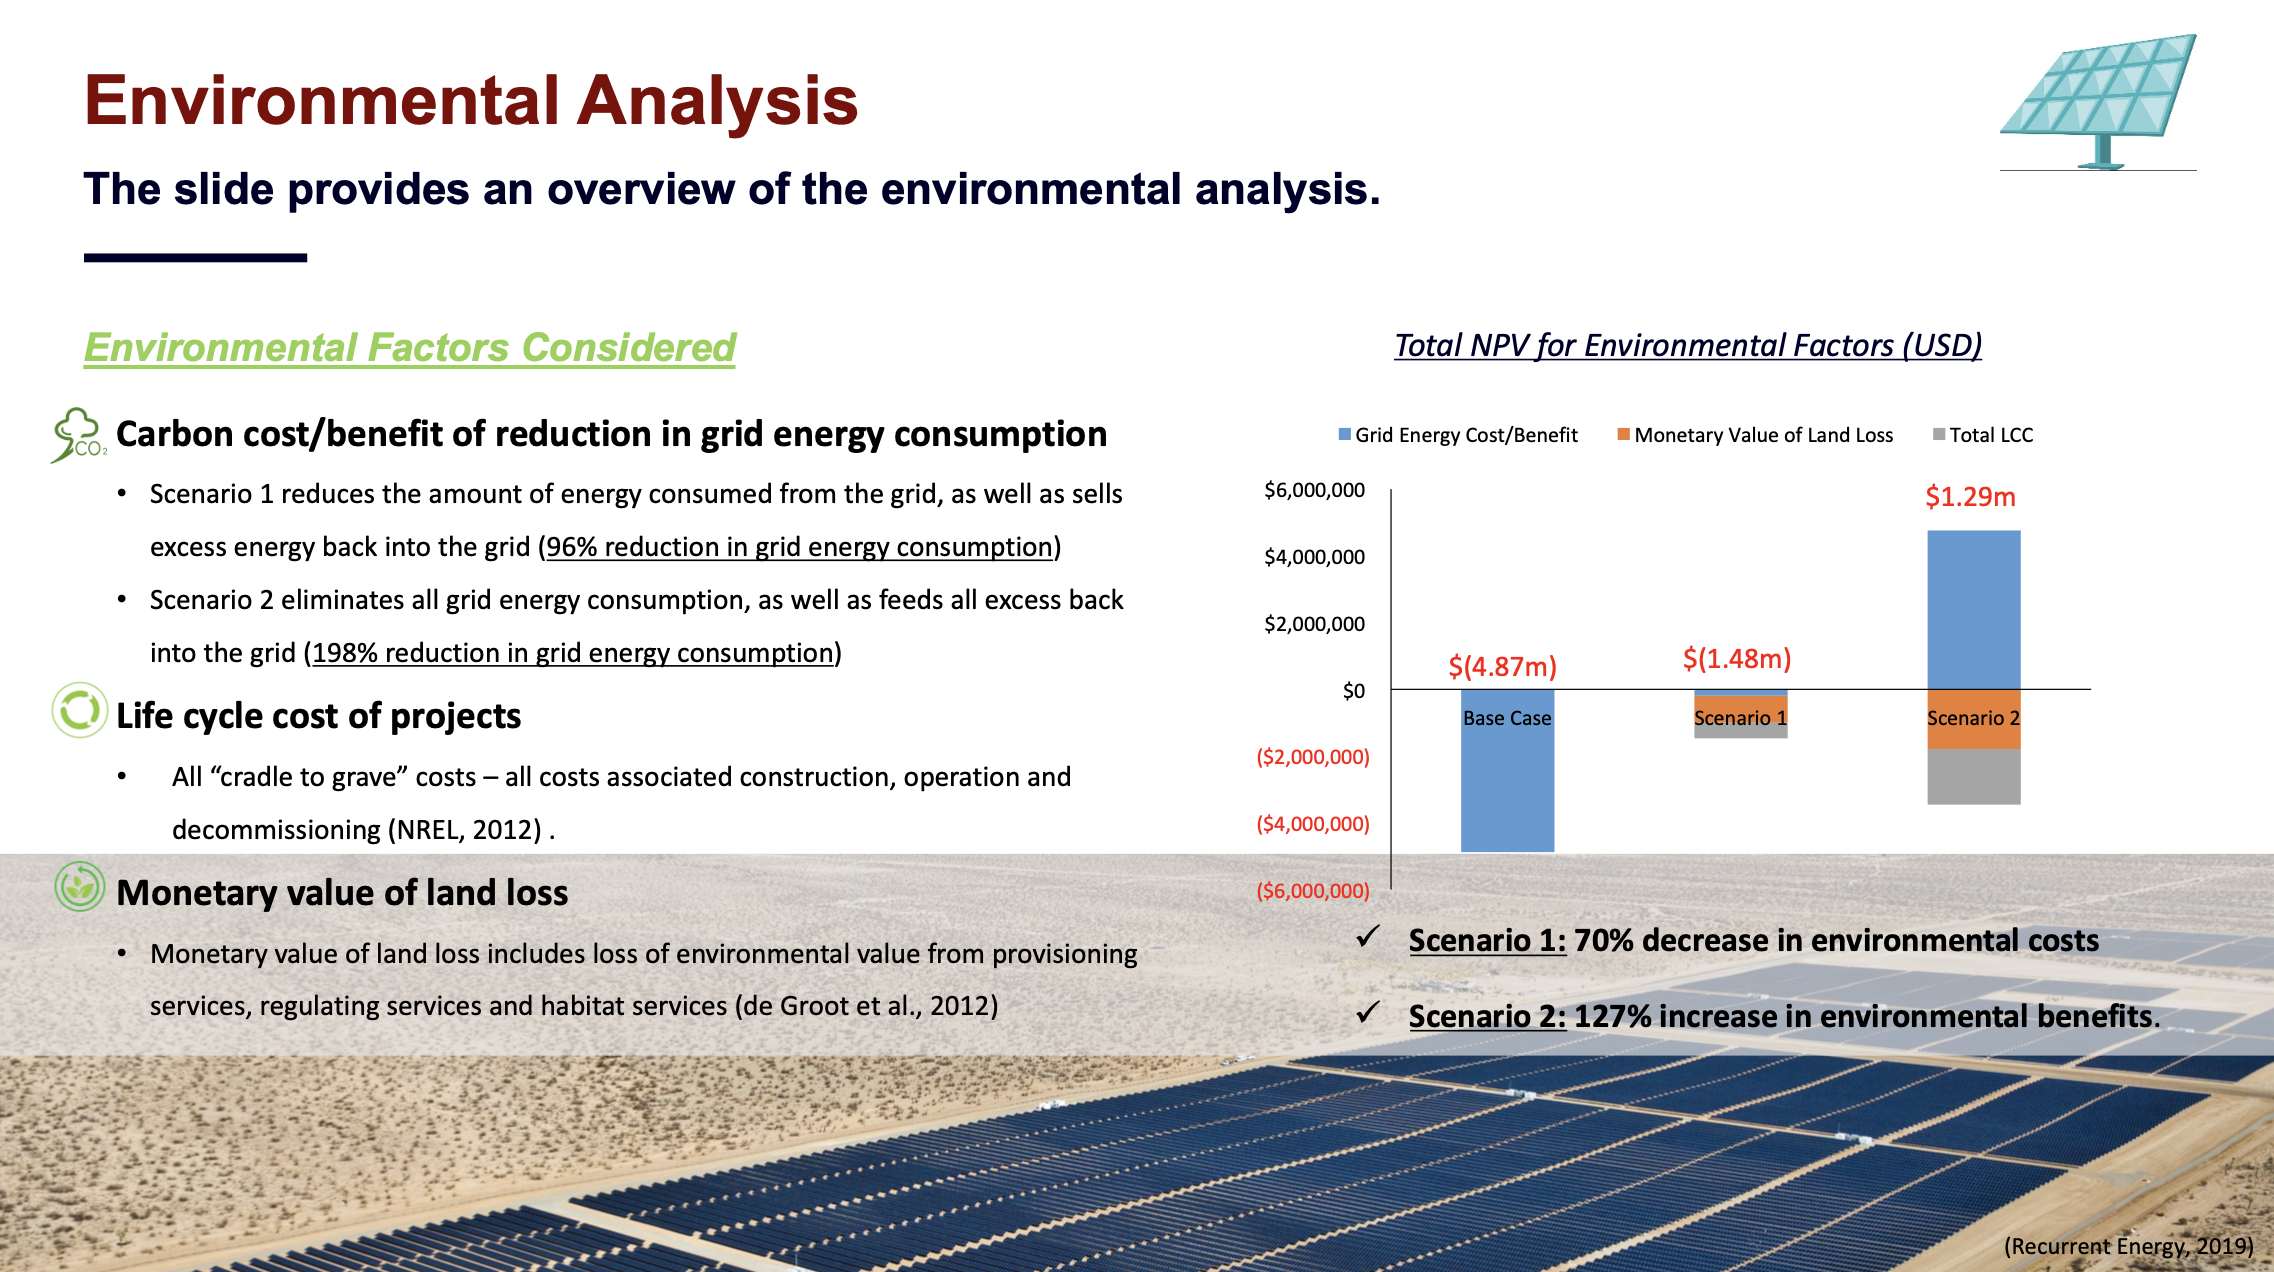 Environmental Analysis
The slide provides an overview of the environmental analysis.
Environmental Factors Considered
CO₂
Carbon cost/benefit of reduction in grid energy consumption
• Scenario 1 reduces the amount of energy consumed from the grid, as well as sells
excess energy back into the grid (96% reduction in grid energy consumption)
• Scenario 2 eliminates all grid energy consumption, as well as feeds all excess back
into the grid (198% reduction in grid energy consumption)
Life cycle cost of projects
• All “cradle to grave” costs – all costs associated construction, operation and
decommissioning (NREL, 2012) .
Monetary value of land loss
• Monetary value of land loss includes loss of environmental value from provisioning
services, regulating services and habitat services (de Groot et al., 2012)
Total NPV for Environmental Factors (USD)
Grid Energy Cost/Benefit Monetary Value of Land Loss Total LCC
$6,000,000
$4,000,000
$2,000,000
$0
($2,000,000)
($4,000,000)
($6,000,000)
$(4.87m)
$(1.48m)
$1.29m
Base Case
Scenario 1
Scenario 2
✓ Scenario 1: 70% decrease in environmental costs
✓ Scenario 2: 127% increase in environmental benefits.
(Recurrent Energy, 2019)